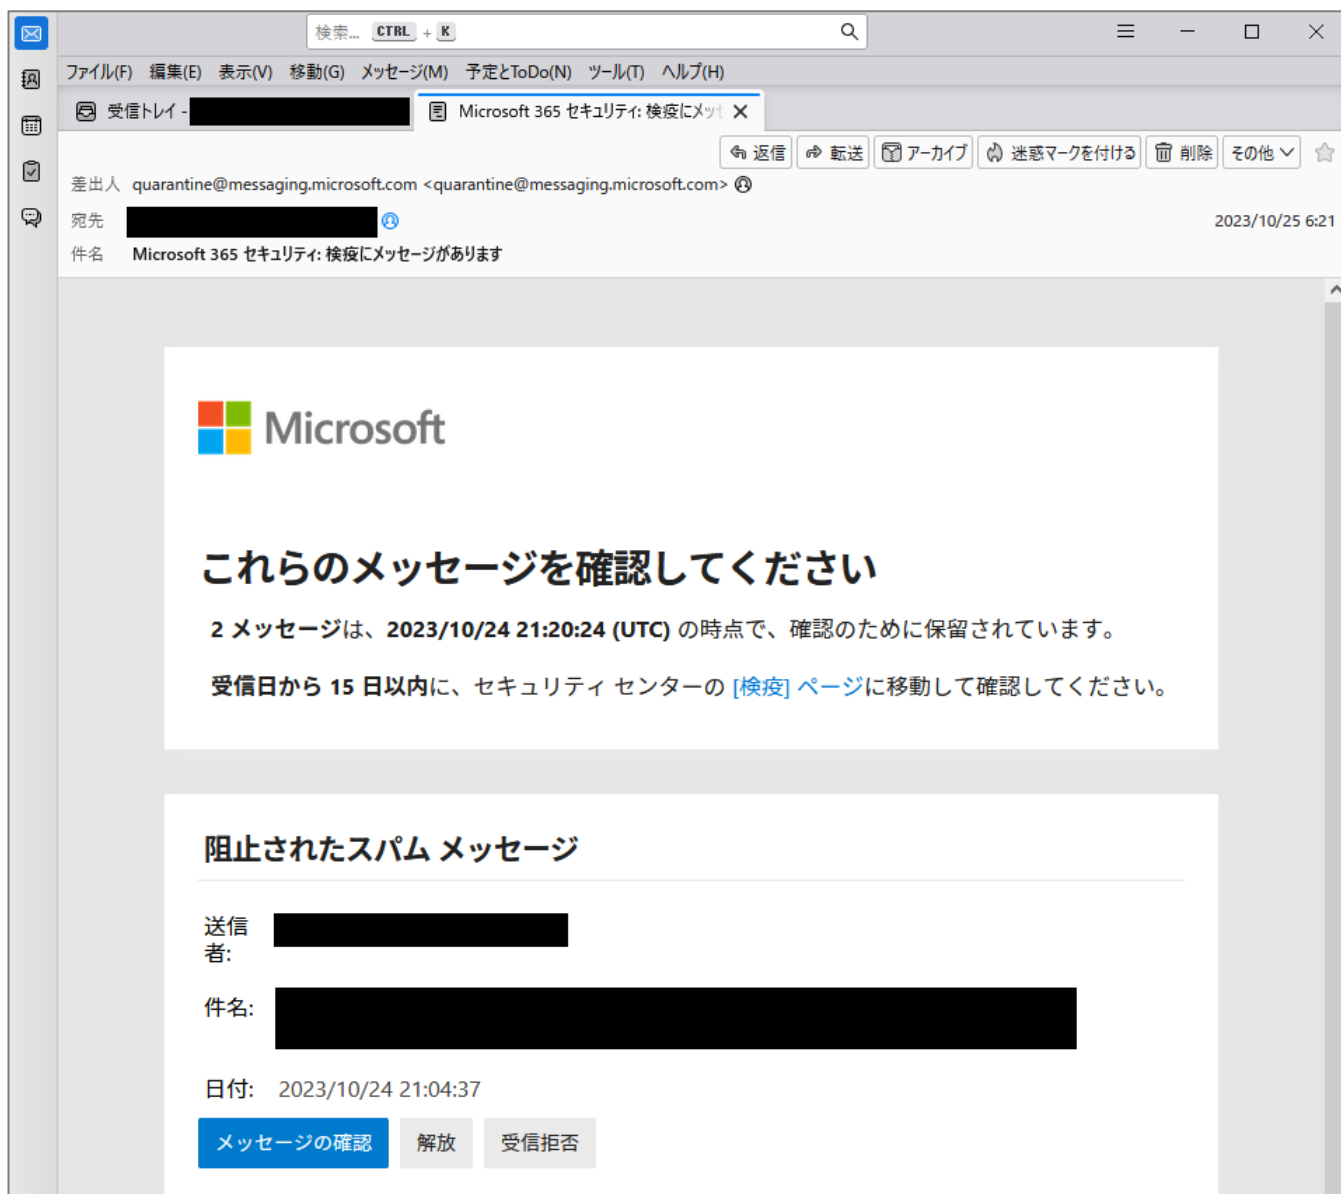 検索... CTRL + K
ファイル(F) 編集(E) 表示(V) 移動(G) メッセージ(M) 予定とToDo(N) ツール(T) ヘルプ(H)
受信トレイ - Microsoft 365 セキュリティ: 検疫にメッセ
返信 転送 アーカイブ 迷惑マークを付ける 削除 その他
差出人 quarantine@messaging.microsoft.com <quarantine@messaging.microsoft.com>
宛先 2023/10/25 6:21
件名 Microsoft 365 セキュリティ: 検疫にメッセージがあります
Microsoft
これらのメッセージを確認してください
2 メッセージは、2023/10/24 21:20:24 (UTC) の時点で、確認のために保留されています。
受信日から 15 日以内に、セキュリティ センターの [検疫] ページに移動して確認してください。
阻止されたスパム メッセージ
送信
者:
件名:
日付: 2023/10/24 21:04:37
メッセージの確認 解放 受信拒否